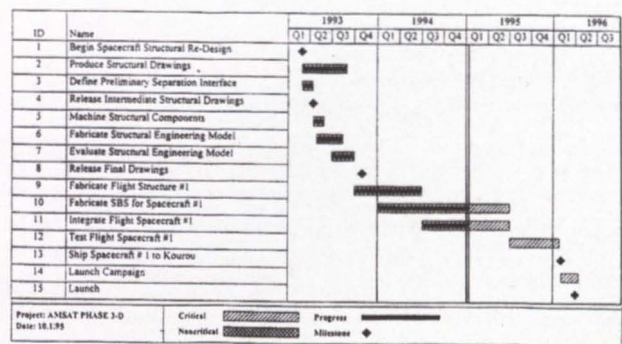 1993 1994 1995 1996
ID Name Q1 Q2 Q3 Q4 Q1 Q2 Q3 Q4 Q1 Q2 Q3 Q4 Q1 Q2 Q3
1 Begin Spacecraft Structural Re-Design
2 Produce Structural Drawings
3 Define Preliminary Separation Interface
4 Release Intermediate Structural Drawings
5 Machine Structural Components
6 Fabricate Structural Engineering Model
7 Evaluate Structural Engineering Model
8 Release Final Drawings
9 Fabricate Flight Structure #1
10 Fabricate SBS for Spacecraft #1
11 Integrate Flight Spacecraft #1
12 Test Flight Spacecraft #1
13 Ship Spacecraft # 1 to Kourou
14 Launch Campaign
15 Launch
Project: AMSAT PHASE 3-D Critical Progress
Date: 10.1.95 Noncritical Milestone